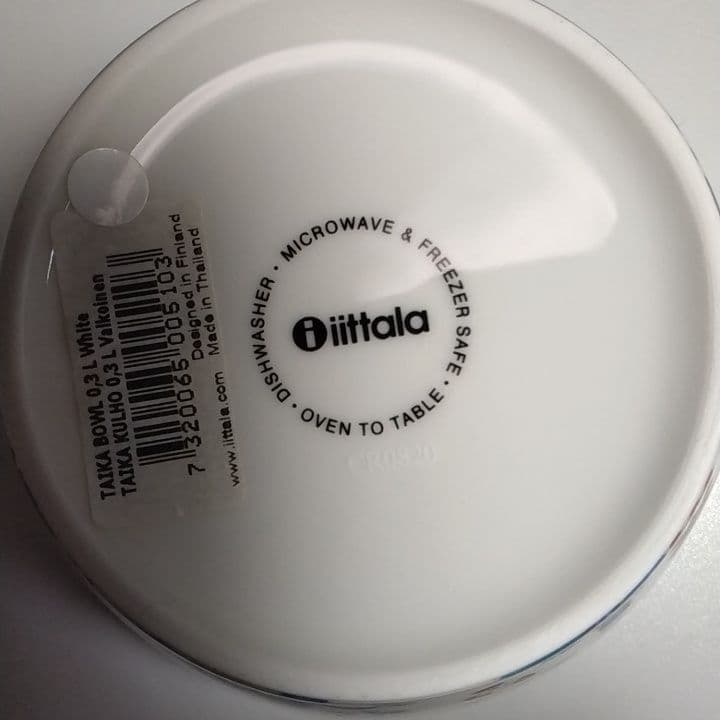 TAIKA BOWL 0,3 L White
TAIKA KULHO 0,3 L Valkoinen
7 320065 005103
Designed in Finland
www.iittala.com Made in Thailand
DISHWASHER · MICROWAVE & FREEZER SAFE · OVEN TO TABLE ·
i iittala